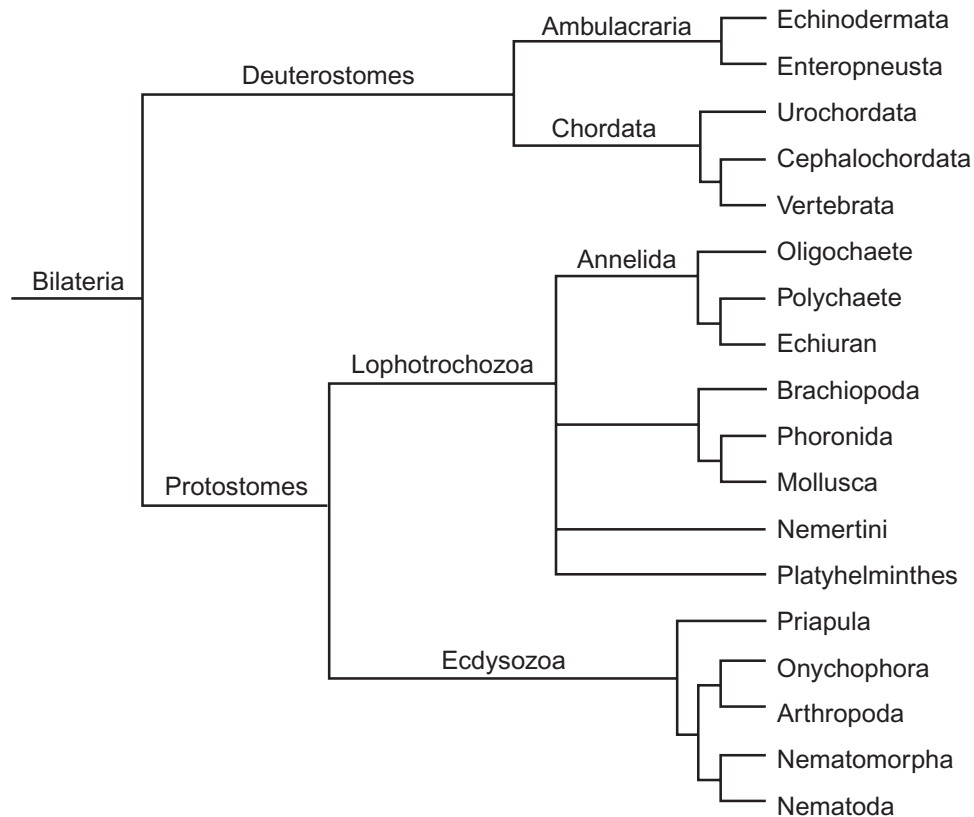 Ambulacraria
Echinodermata
Enteropneusta
Deuterostomes
Urochordata
Chordata
Cephalochordata
Vertebrata
Bilateria
Annelida
Oligochaete
Polychaete
Echiuran
Lophotrochozoa
Brachiopoda
Phoronida
Mollusca
Protostomes
Nemertini
Platyhelminthes
Priapula
Ecdysozoa
Onychophora
Arthropoda
Nematomorpha
Nematoda